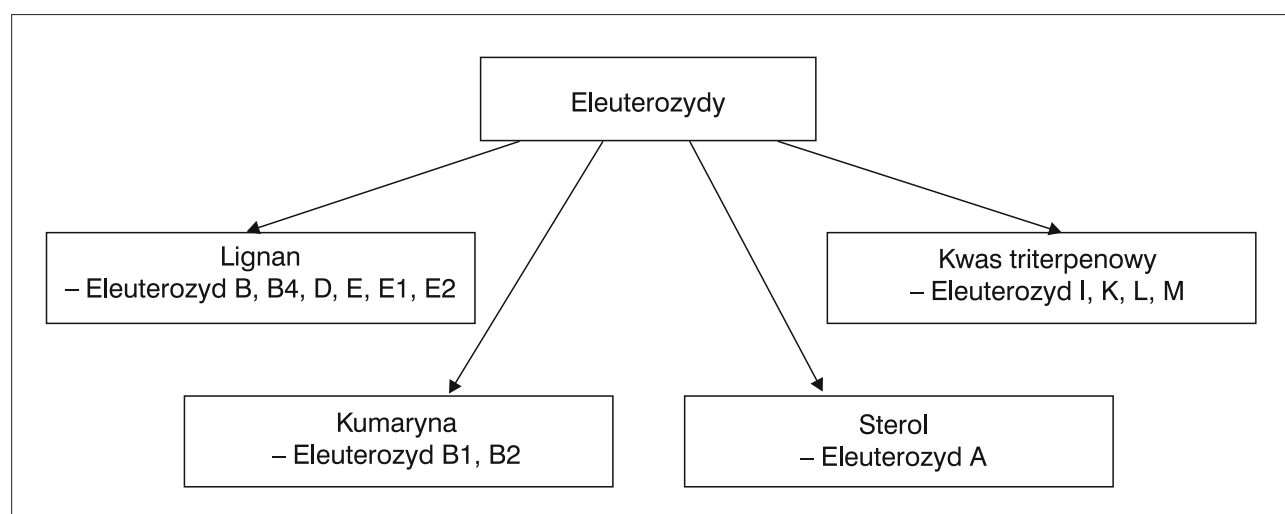 Eleuterozydy
Lignan
– Eleuterozyd B, B4, D, E, E1, E2
Kwas triterpenowy
– Eleuterozyd I, K, L, M
Kumaryna
– Eleuterozyd B1, B2
Sterol
– Eleuterozyd A